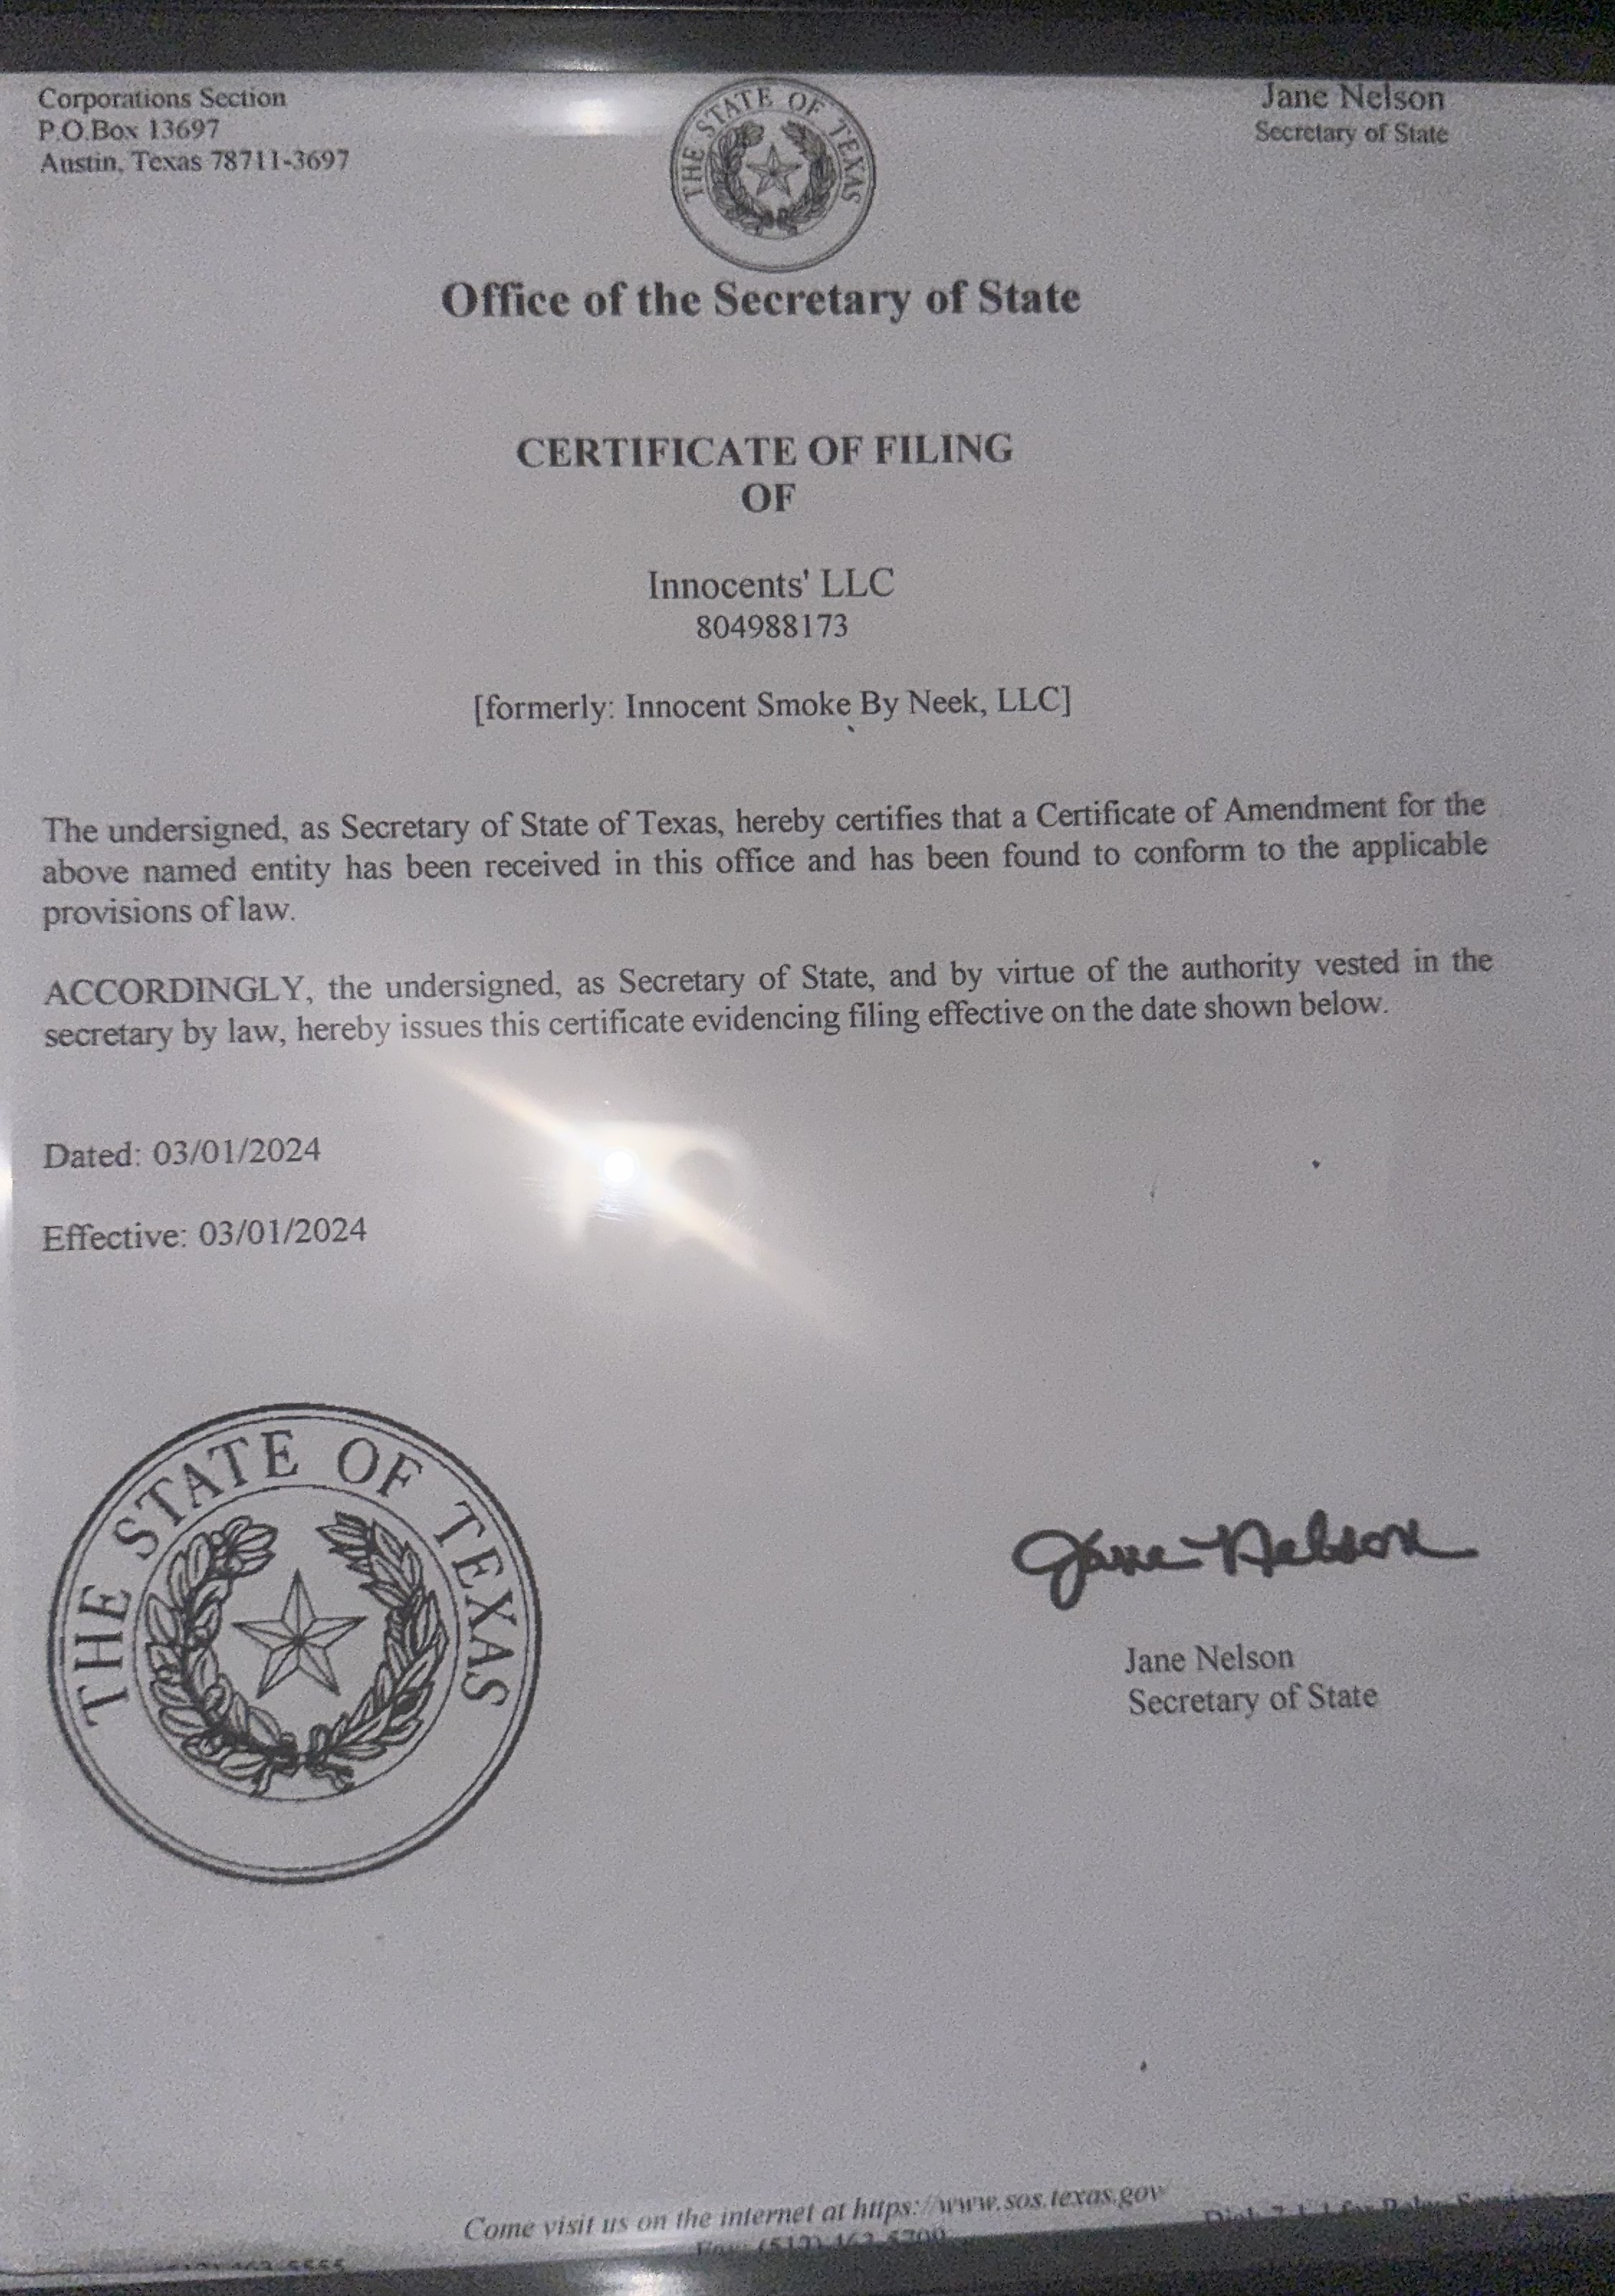 Corporations Section
P.O.Box 13697
Austin, Texas 78711-3697
THE STATE OF TEXAS
Jane Nelson
Secretary of State
Office of the Secretary of State
CERTIFICATE OF FILING
OF
Innocents' LLC
804988173
[formerly: Innocent Smoke By Neek, LLC]
The undersigned, as Secretary of State of Texas, hereby certifies that a Certificate of Amendment for the
above named entity has been received in this office and has been found to conform to the applicable
provisions of law.
ACCORDINGLY, the undersigned, as Secretary of State, and by virtue of the authority vested in the
secretary by law, hereby issues this certificate evidencing filing effective on the date shown below.
Dated: 03/01/2024
Effective: 03/01/2024
THE STATE OF TEXAS
Jane Nelson
Jane Nelson
Secretary of State
Come visit us on the internet at https://www.sos.texas.gov